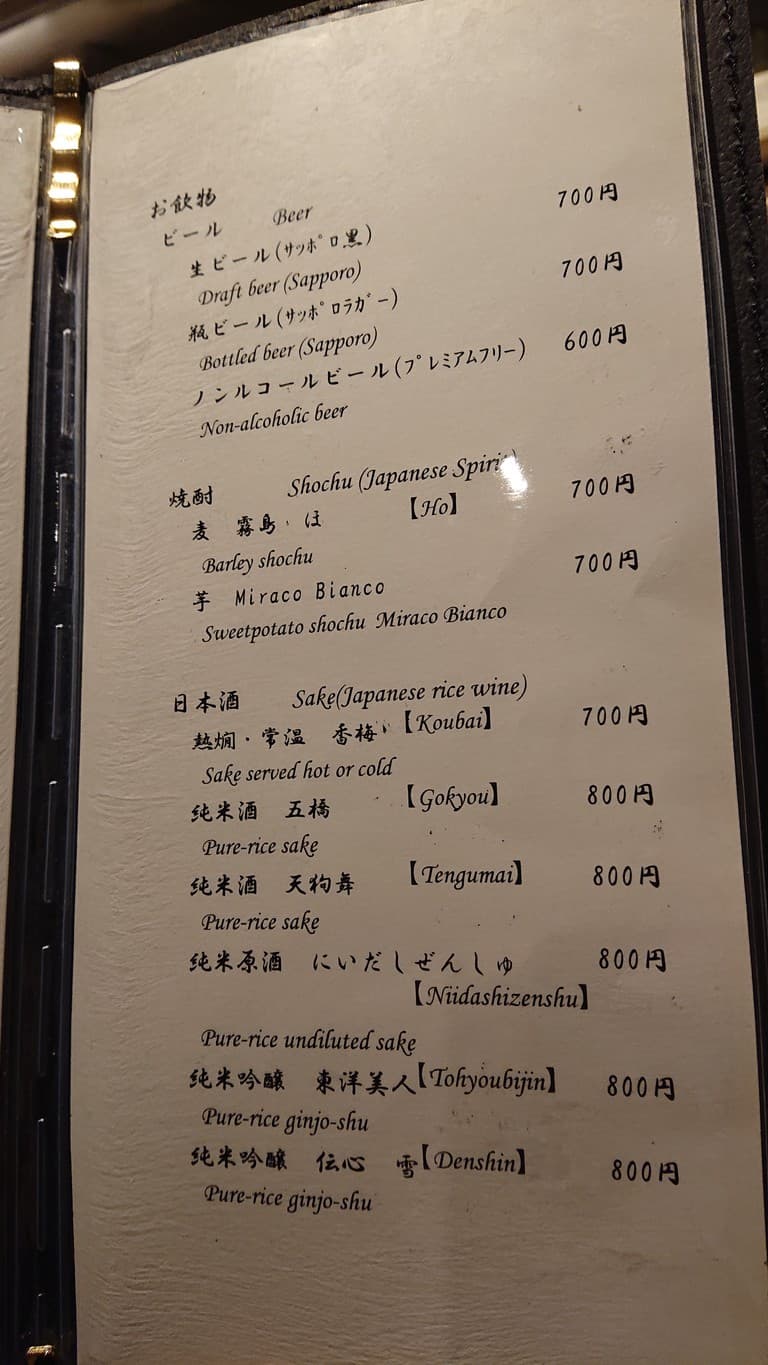 お飲物
ビール Beer
生ビール(サッポロ黒) 700円
Draft beer (Sapporo)
瓶ビール(サッポロラガー) 700円
Bottled beer (Sapporo)
ノンルコールビール(プレミアムフリー) 600円
Non-alcoholic beer
焼酎 Shochu (Japanese Spirit)
麦 霧島 ほ 【Ho】 700円
Barley shochu
芋 Miraco Bianco 700円
Sweetpotato shochu Miraco Bianco
日本酒 Sake(Japanese rice wine)
熱燗・常温 香梅 【Koubai】 700円
Sake served hot or cold
純米酒 五橋 【Gokyou】 800円
Pure-rice sake
純米酒 天狗舞 【Tengumai】 800円
Pure-rice sake
純米原酒 にいだしぜんしゅ 800円
【Niidashizenshu】
Pure-rice undiluted sake
純米吟醸 東洋美人【Tohyoubijin】 800円
Pure-rice ginjo-shu
純米吟醸 伝心 雪【Denshin】 800円
Pure-rice ginjo-shu